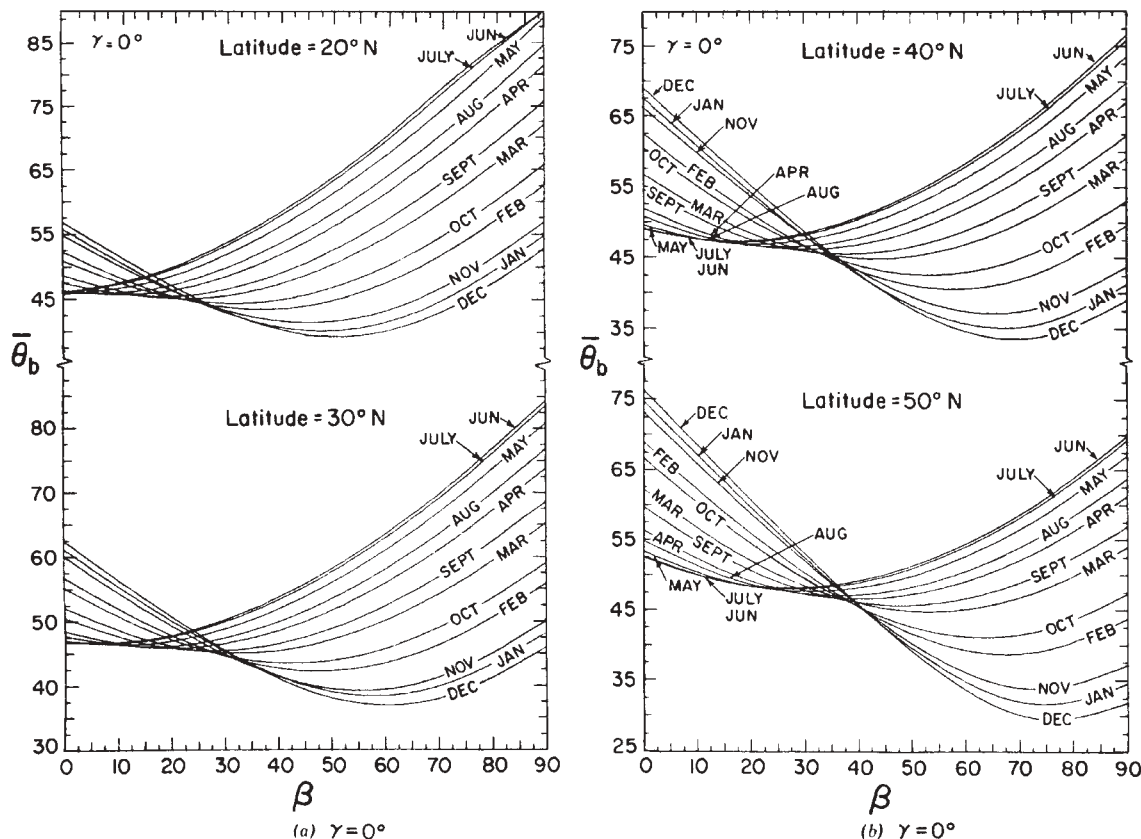 γ = 0°
Latitude = 20° N
JUN
JULY
MAY
AUG
APR
SEPT
MAR
OCT
FEB
NOV
JAN
DEC
85
75
65
55
45
θ̄b
Latitude = 30° N
JUN
JULY
MAY
AUG
APR
SEPT
MAR
OCT
FEB
NOV
JAN
DEC
80
70
60
50
40
30
0 10 20 30 40 50 60 70 80 90
β
(a) γ = 0°
γ = 0°
Latitude = 40° N
DEC
JAN
NOV
OCT
FEB
APR
AUG
SEPT
MAR
MAY
JULY
JUN
JUN
JULY
MAY
AUG
APR
SEPT
MAR
OCT
FEB
NOV
JAN
DEC
75
65
55
45
35
θ̄b
Latitude = 50° N
DEC
JAN
NOV
FEB
OCT
MAR
SEPT
AUG
APR
MAY
JULY
JUN
JUN
JULY
MAY
AUG
APR
SEPT
MAR
OCT
FEB
NOV
JAN
DEC
75
65
55
45
35
25
0 10 20 30 40 50 60 70 80 90
β
(b) γ = 0°